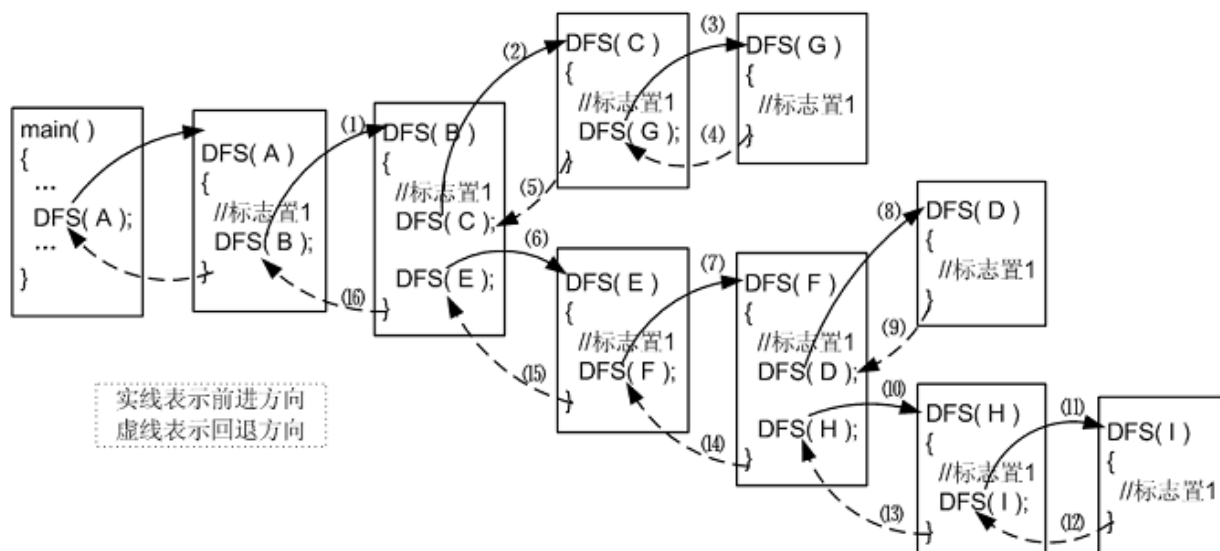 main( )
{
...
DFS( A );
...
}
DFS( A )
{
//标志置1
DFS( B );
}
(1)
DFS( B )
{
//标志置1
DFS( C );
DFS( E );
}
(16)
(2)
DFS( C )
{
//标志置1
DFS( G );
}
(5)
(3)
DFS( G )
{
//标志置1
}
(4)
(6)
DFS( E )
{
//标志置1
DFS( F );
}
(15)
(7)
DFS( F )
{
//标志置1
DFS( D );
DFS( H );
}
(14)
(8)
DFS( D )
{
//标志置1
}
(9)
(10)
DFS( H )
{
//标志置1
DFS( I );
}
(13)
(11)
DFS( I )
{
//标志置1
}
(12)
实线表示前进方向
虚线表示回退方向